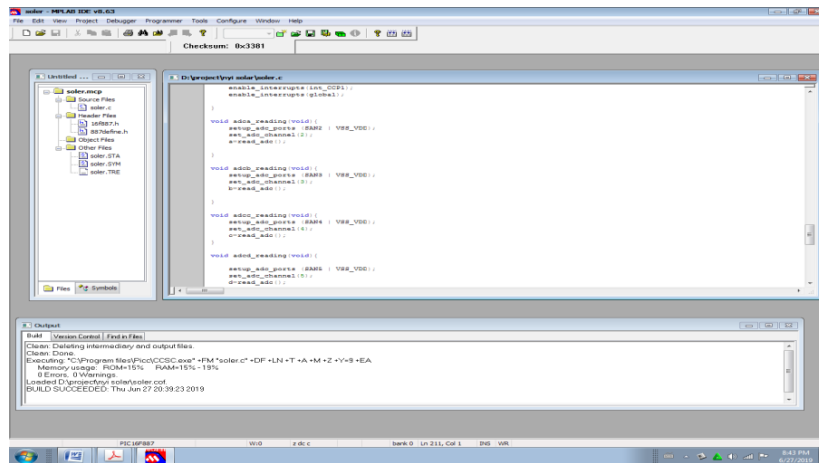 soler - MPLAB IDE v8.63
File Edit View Project Debugger Programmer Tools Configure Window Help
Checksum: 0x3381
Untitled ...
soler.mcp
Source Files
soler.c
Header Files
16f887.h
887define.h
Object Files
Other Files
soler.STA
soler.SYM
soler.TRE
Files Symbols
D:\project\nyi solar\soler.c
enable_interrupts(int_CCP1);
enable_interrupts(global);
}
void adca_reading(void){
setup_adc_ports (SAN2 | VSS_VDD);
set_adc_channel(2);
a=read_adc();
}
void adcb_reading(void){
setup_adc_ports (SAN3 | VSS_VDD);
set_adc_channel(3);
b=read_adc();
}
void adcc_reading(void){
setup_adc_ports (SAN4 | VSS_VDD);
set_adc_channel(4);
c=read_adc();
}
void adcd_reading(void){
setup_adc_ports (SAN5 | VSS_VDD);
set_adc_channel(5);
d=read_adc();
Output
Build Version Control Find in Files
Clean: Deleting intermediary and output files.
Clean: Done.
Executing: "C:\Program files\Picc\CCSC.exe" +FM "soler.c" +DF +LN +T +A +M +Z +Y=9 +EA
Memory usage: ROM=15% RAM=15% - 19%
0 Errors, 0 Warnings.
Loaded D:\project\nyi solar\soler.cof.
BUILD SUCCEEDED: Thu Jun 27 20:39:23 2019
PIC16F887 W:0 z dc c bank 0 Ln 211, Col 1 INS WR
8:43 PM
6/27/2019